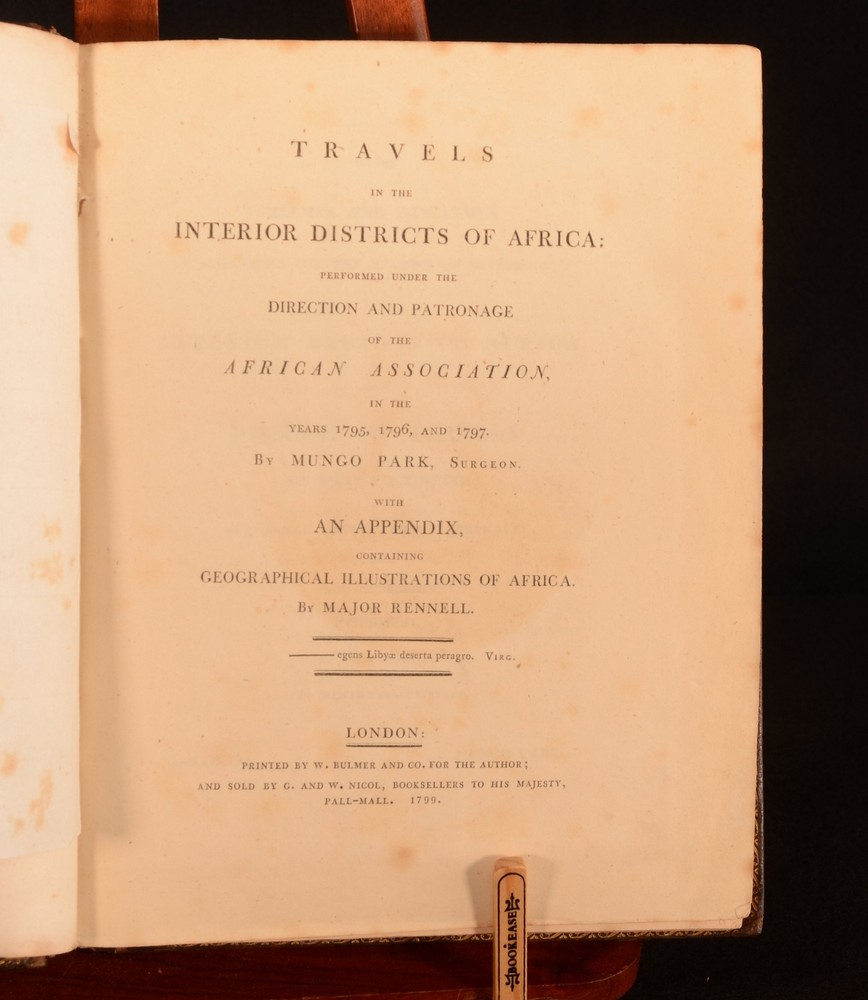 TRAVELS
IN THE
INTERIOR DISTRICTS OF AFRICA:
PERFORMED UNDER THE
DIRECTION AND PATRONAGE
OF THE
AFRICAN ASSOCIATION,
IN THE
YEARS 1795, 1796, AND 1797.
By MUNGO PARK, Surgeon.
WITH
AN APPENDIX,
CONTAINING
GEOGRAPHICAL ILLUSTRATIONS OF AFRICA.
By MAJOR RENNELL.
——— egens Libyæ deserta peragro. Virg.
LONDON:
PRINTED BY W. BULMER AND CO. FOR THE AUTHOR;
AND SOLD BY G. AND W. NICOL, BOOKSELLERS TO HIS MAJESTY,
PALL-MALL. 1799.
BOOKEASE